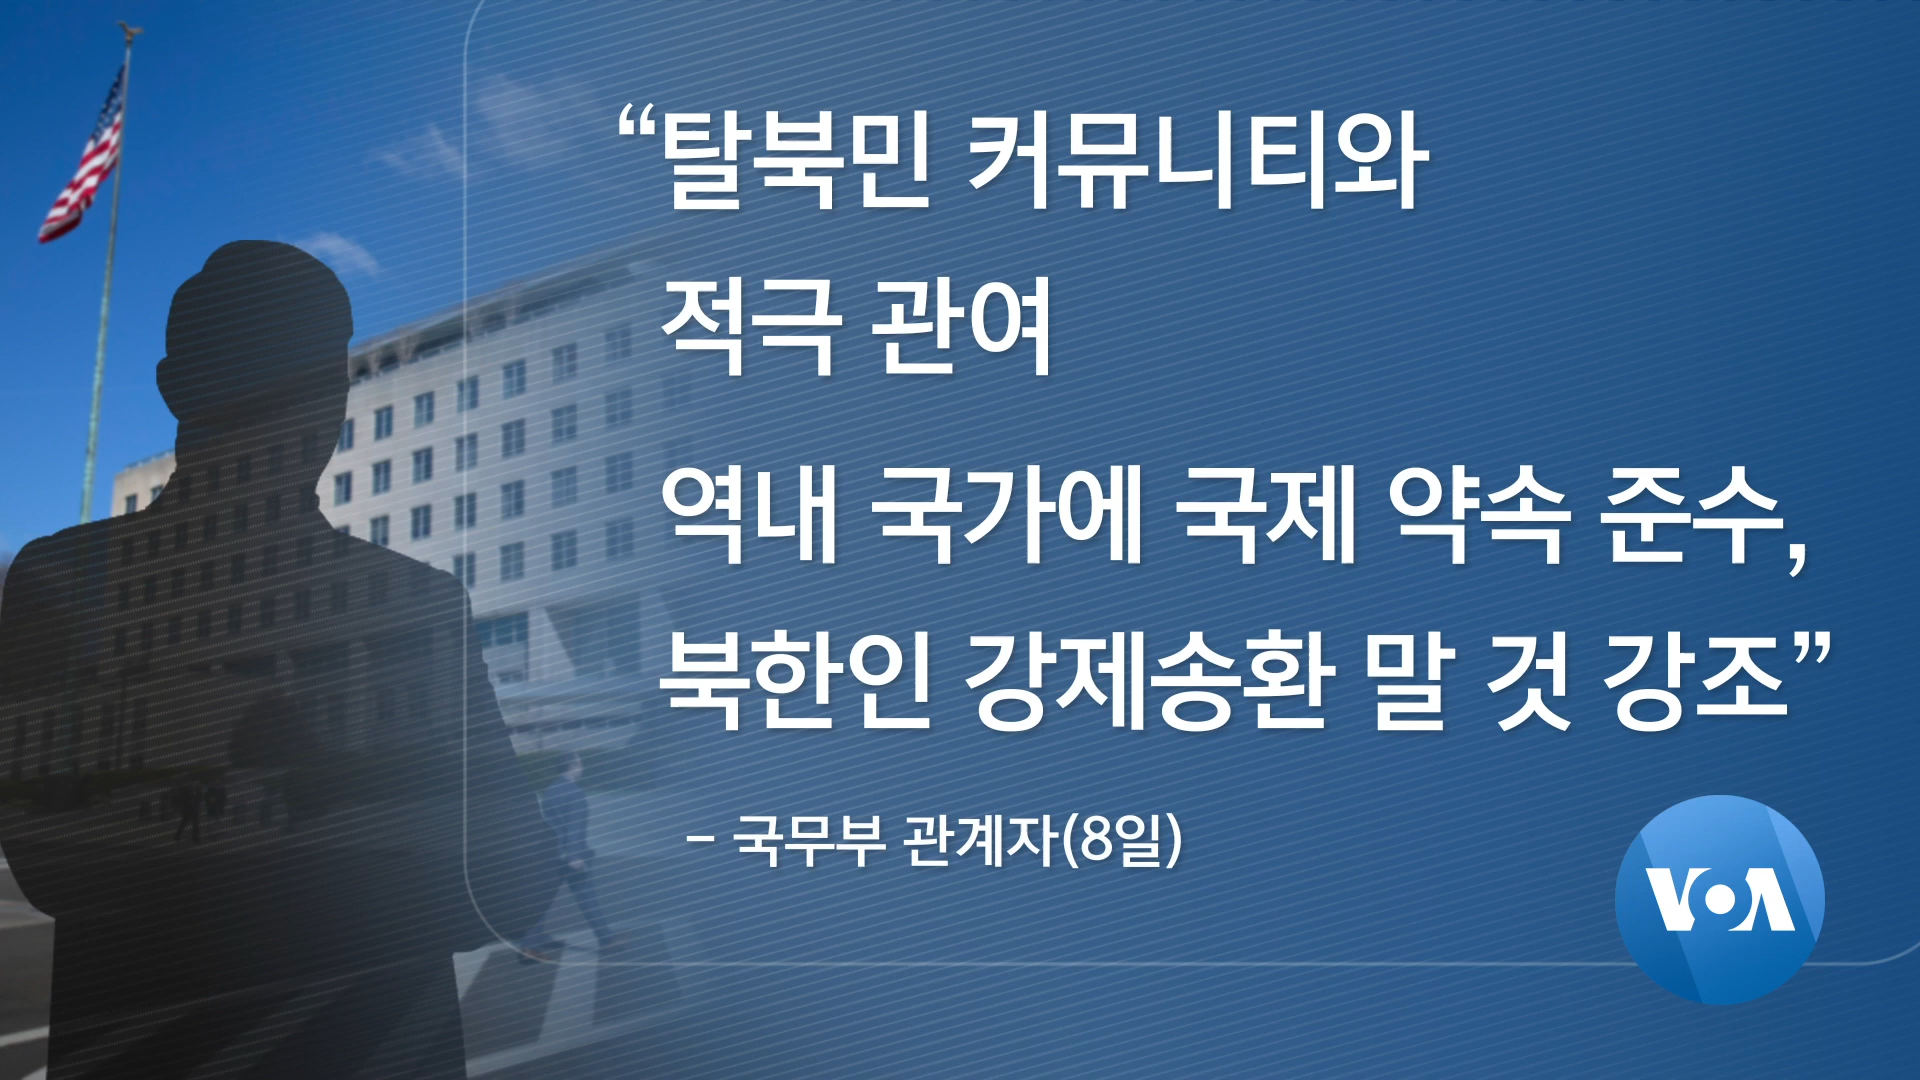 “탈북민 커뮤니티와
적극 관여
역내 국가에 국제 약속 준수,
북한인 강제송환 말 것 강조”
– 국무부 관계자(8일)
VOA